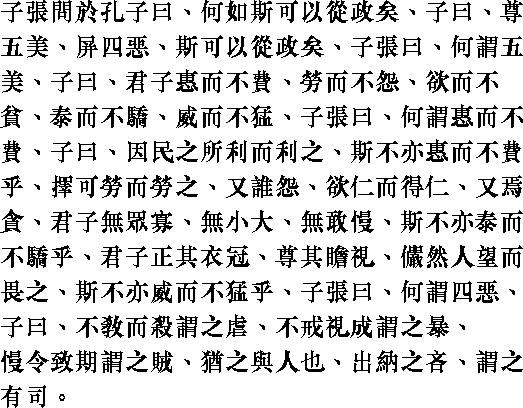 子張問於孔子曰、何如斯可以從政矣、子曰、尊
五美、屏四惡、斯可以從政矣、子張曰、何謂五
美、子曰、君子惠而不費、勞而不怨、欲而不
貧、泰而不驕、威而不猛、子張曰、何謂惠而不
費、子曰、因民之所利而利之、斯不亦惠而不費
乎、擇可勞而勞之、又誰怨、欲仁而得仁、又焉
貪、君子無眾寡、無小大、無敢慢、斯不亦泰而
不驕乎、君子正其衣冠、尊其瞻視、儼然人望而
畏之、斯不亦威而不猛乎、子張曰、何謂四惡、
子曰、不敎而殺謂之虐、不戒視成謂之暴、
慢令致期謂之賊、猶之與人也、出納之吝、謂之
有司。